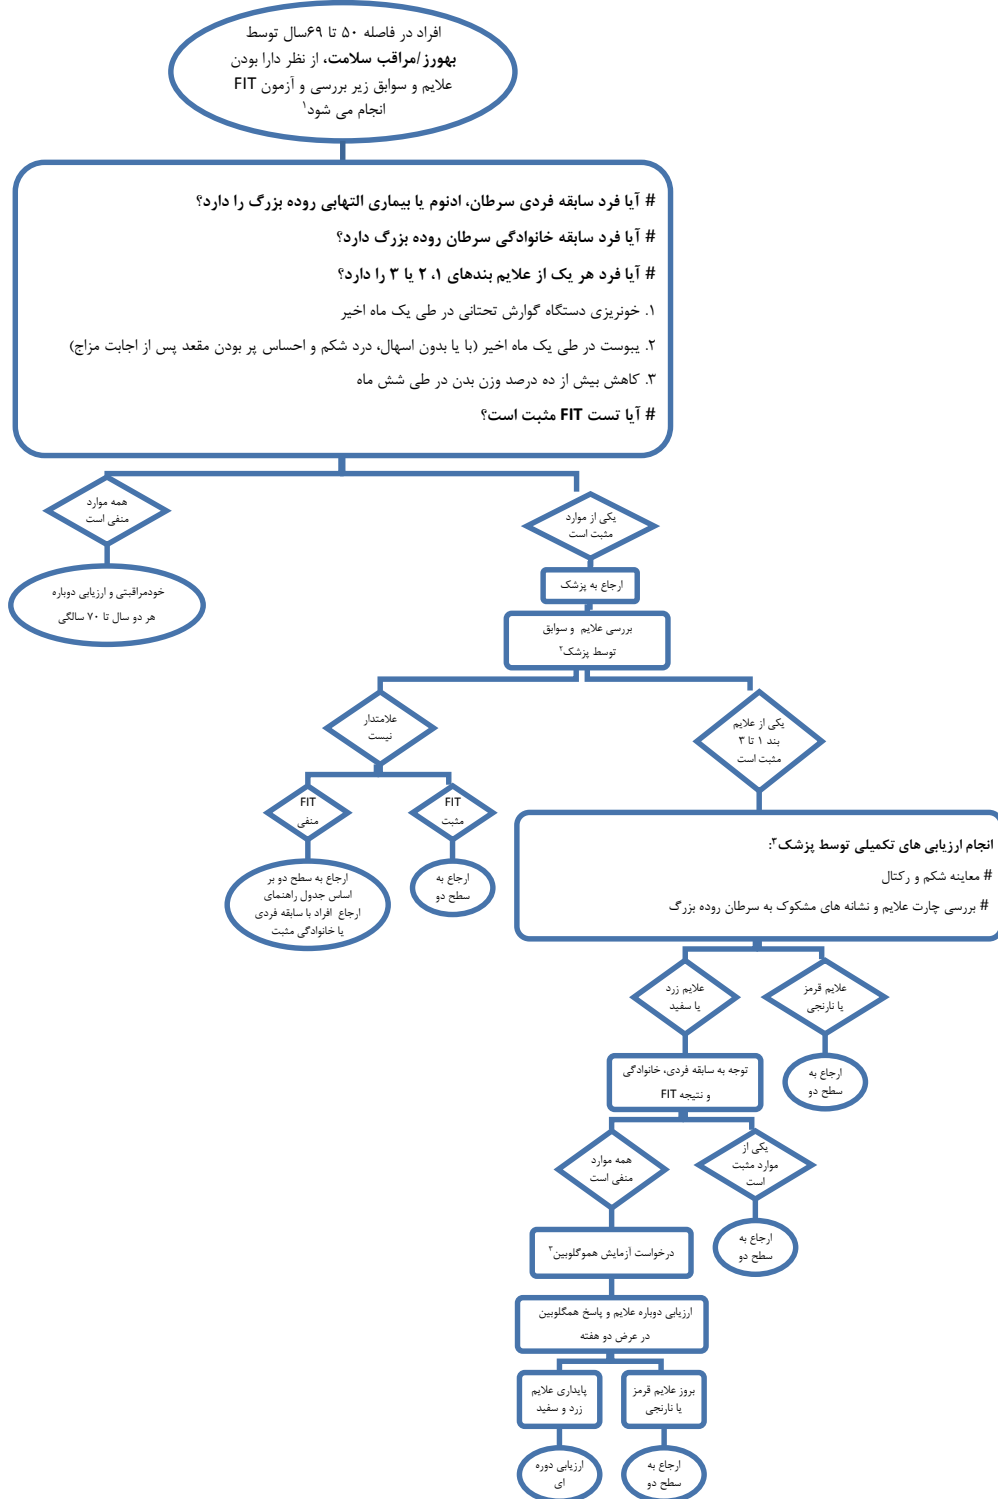 افراد در فاصله ۵۰ تا ۶۹سال توسط
بهورز/مراقب سلامت، از نظر دارا بودن
علایم و سوابق زیر بررسی و آزمون FIT
انجام می شود۱
# آیا فرد سابقه فردی سرطان، ادنوم یا بیماری التهابی روده بزرگ را دارد؟
# آیا فرد سابقه خانوادگی سرطان روده بزرگ دارد؟
# آیا فرد هر یک از علایم بندهای ۱، ۲ یا ۳ را دارد؟
۱. خونریزی دستگاه گوارش تحتانی در طی یک ماه اخیر
۲. یبوست در طی یک ماه اخیر (با یا بدون اسهال، درد شکم و احساس پر بودن مقعد پس از اجابت مزاج)
۳. کاهش بیش از ده درصد وزن بدن در طی شش ماه
# آیا تست FIT مثبت است؟
همه موارد
منفی است
خودمراقبتی و ارزیابی دوباره
هر دو سال تا ۷۰ سالگی
یکی از موارد
مثبت است
ارجاع به پزشک
بررسی علایم و سوابق
توسط پزشک۲
علامتدار
نیست
یکی از علایم
بند ۱ تا ۳
مثبت است
FIT
مثبت
FIT
منفی
ارجاع به
سطح دو
ارجاع به سطح دو بر
اساس جدول راهنمای
ارجاع افراد با سابقه فردی
یا خانوادگی مثبت
انجام ارزیابی های تکمیلی توسط پزشک۳:
# معاینه شکم و رکتال
# بررسی چارت علایم و نشانه های مشکوک به سرطان روده بزرگ
علایم قرمز
یا نارنجی
علایم زرد
یا سفید
ارجاع به
سطح دو
توجه به سابقه فردی، خانوادگی
و نتیجه FIT
یکی از
موارد مثبت
است
همه موارد
منفی است
ارجاع به
سطح دو
درخواست آزمایش هموگلوبین۳
ارزیابی دوباره علایم و پاسخ همگلوبین
در عرض دو هفته
بروز علایم قرمز
یا نارنجی
پایداری علایم
زرد و سفید
ارجاع به
سطح دو
ارزیابی دوره
ای